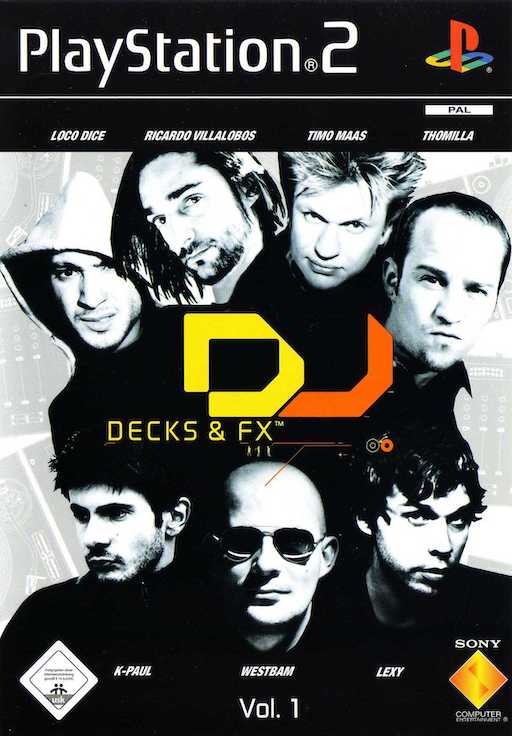 PlayStation®2
PAL
LOCO DICE RICARDO VILLALOBOS TIMO MAAS THOMILLA
DJ
DECKS & FX™
K-PAUL WESTBAM LEXY
Vol. 1
usk
SONY
COMPUTER
ENTERTAINMENT